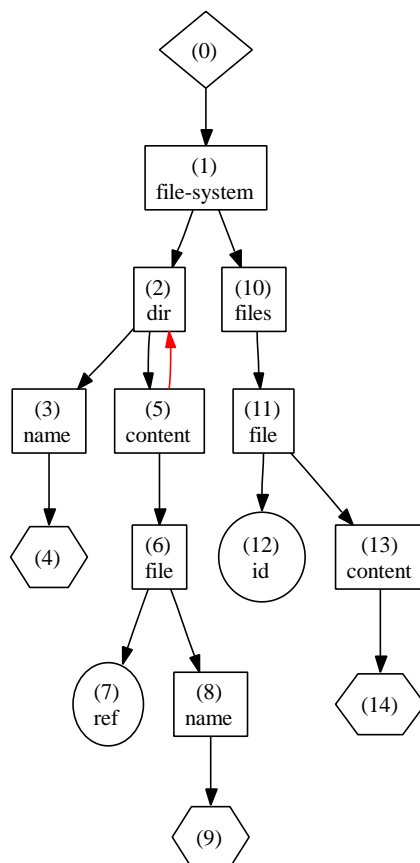 (0)
(1)
file-system
(2)
dir
(10)
files
(3)
name
(5)
content
(11)
file
(4)
(6)
file
(12)
id
(13)
content
(7)
ref
(8)
name
(14)
(9)